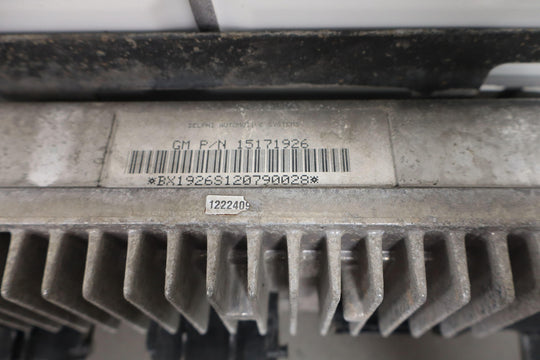 DELPHI AUTOMOTIVE SYSTEMS
GM P/N 15171926
*BX1926S120790028*
1222409